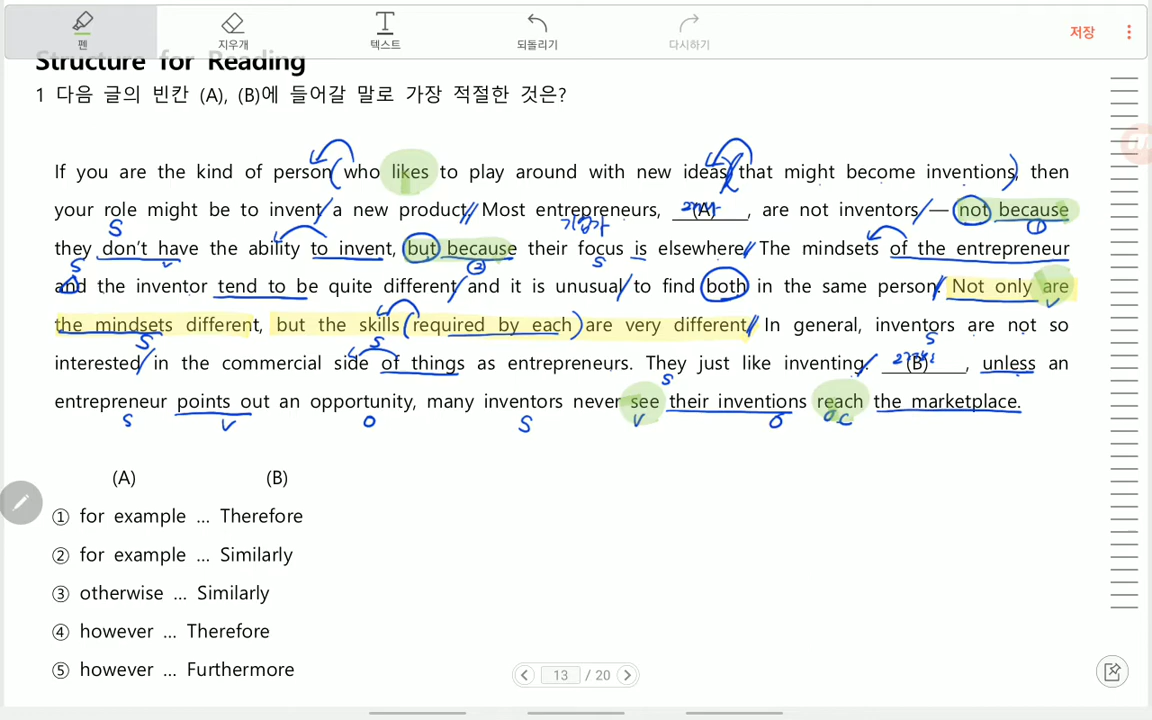 펜 지우개 텍스트 되돌리기 다시하기 저장
Structure for Reading
1 다음 글의 빈칸 (A), (B)에 들어갈 말로 가장 적절한 것은?
If you are the kind of person who likes to play around with new ideas that might become inventions, then
your role might be to invent a new product. Most entrepreneurs, (A), are not inventors — not because
S 기업가 ①
they don't have the ability to invent, but because their focus is elsewhere. The mindsets of the entrepreneur
S V ② S
and the inventor tend to be quite different and it is unusual to find both in the same person. Not only are
V
the mindsets different, but the skills required by each are very different. In general, inventors are not so
S S S
interested in the commercial side of things as entrepreneurs. They just like inventing. (B), unless an
S
entrepreneur points out an opportunity, many inventors never see their inventions reach the marketplace.
S V O S V O OC
(A) (B)
① for example ... Therefore
② for example ... Similarly
③ otherwise ... Similarly
④ however ... Therefore
⑤ however ... Furthermore
13 / 20